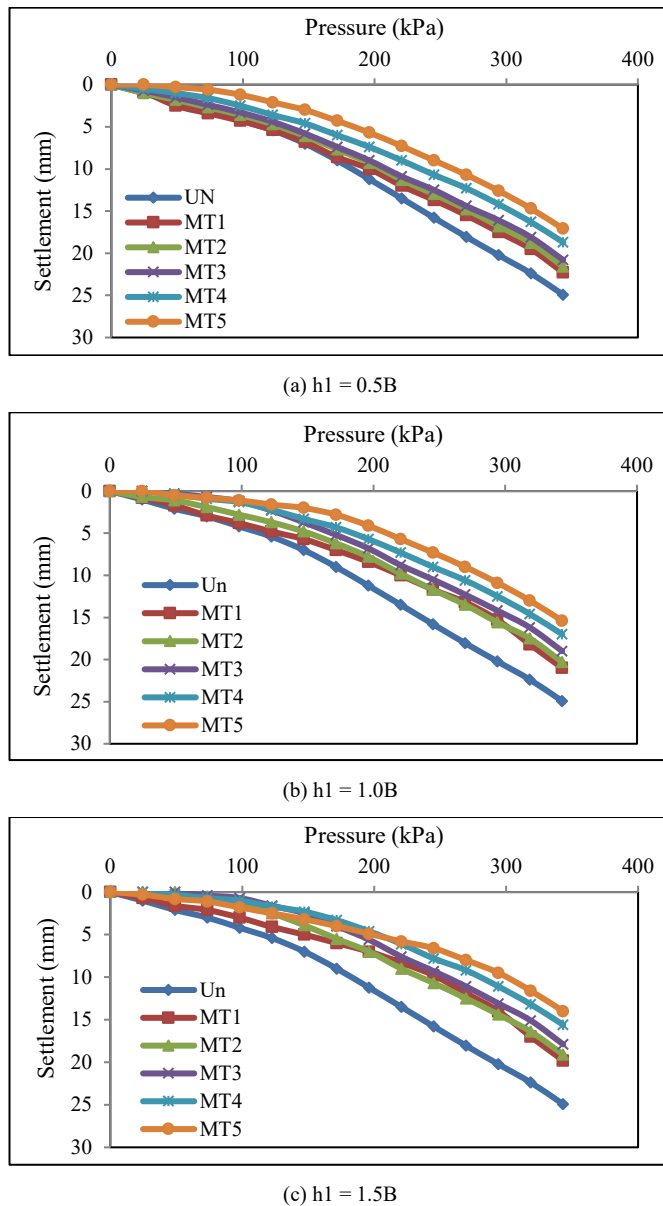 Pressure (kPa)
0 100 200 300 400
0
5
10
15
20
25
30
Settlement (mm)
UN
MT1
MT2
MT3
MT4
MT5
(a) h1 = 0.5B
Pressure (kPa)
0 100 200 300 400
0
5
10
15
20
25
30
Settlement (mm)
Un
MT1
MT2
MT3
MT4
MT5
(b) h1 = 1.0B
Pressure (kPa)
0 100 200 300 400
0
5
10
15
20
25
30
Settlement (mm)
Un
MT1
MT2
MT3
MT4
MT5
(c) h1 = 1.5B